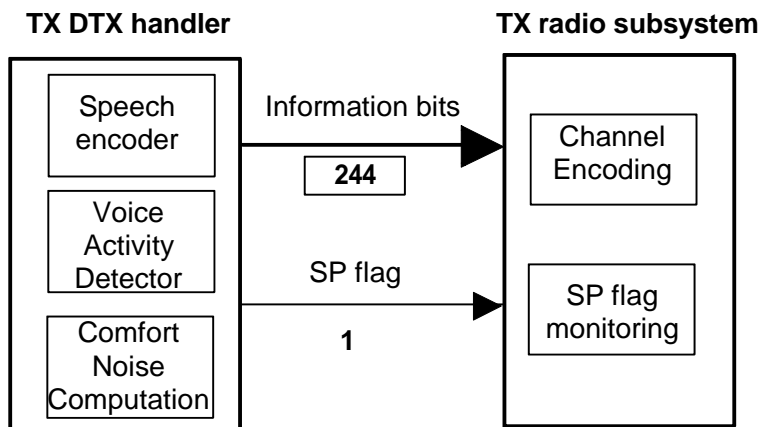 TX DTX handler
TX radio subsystem
Speech
encoder
Voice
Activity
Detector
Comfort
Noise
Computation
Information bits
244
SP flag
1
Channel
Encoding
SP flag
monitoring